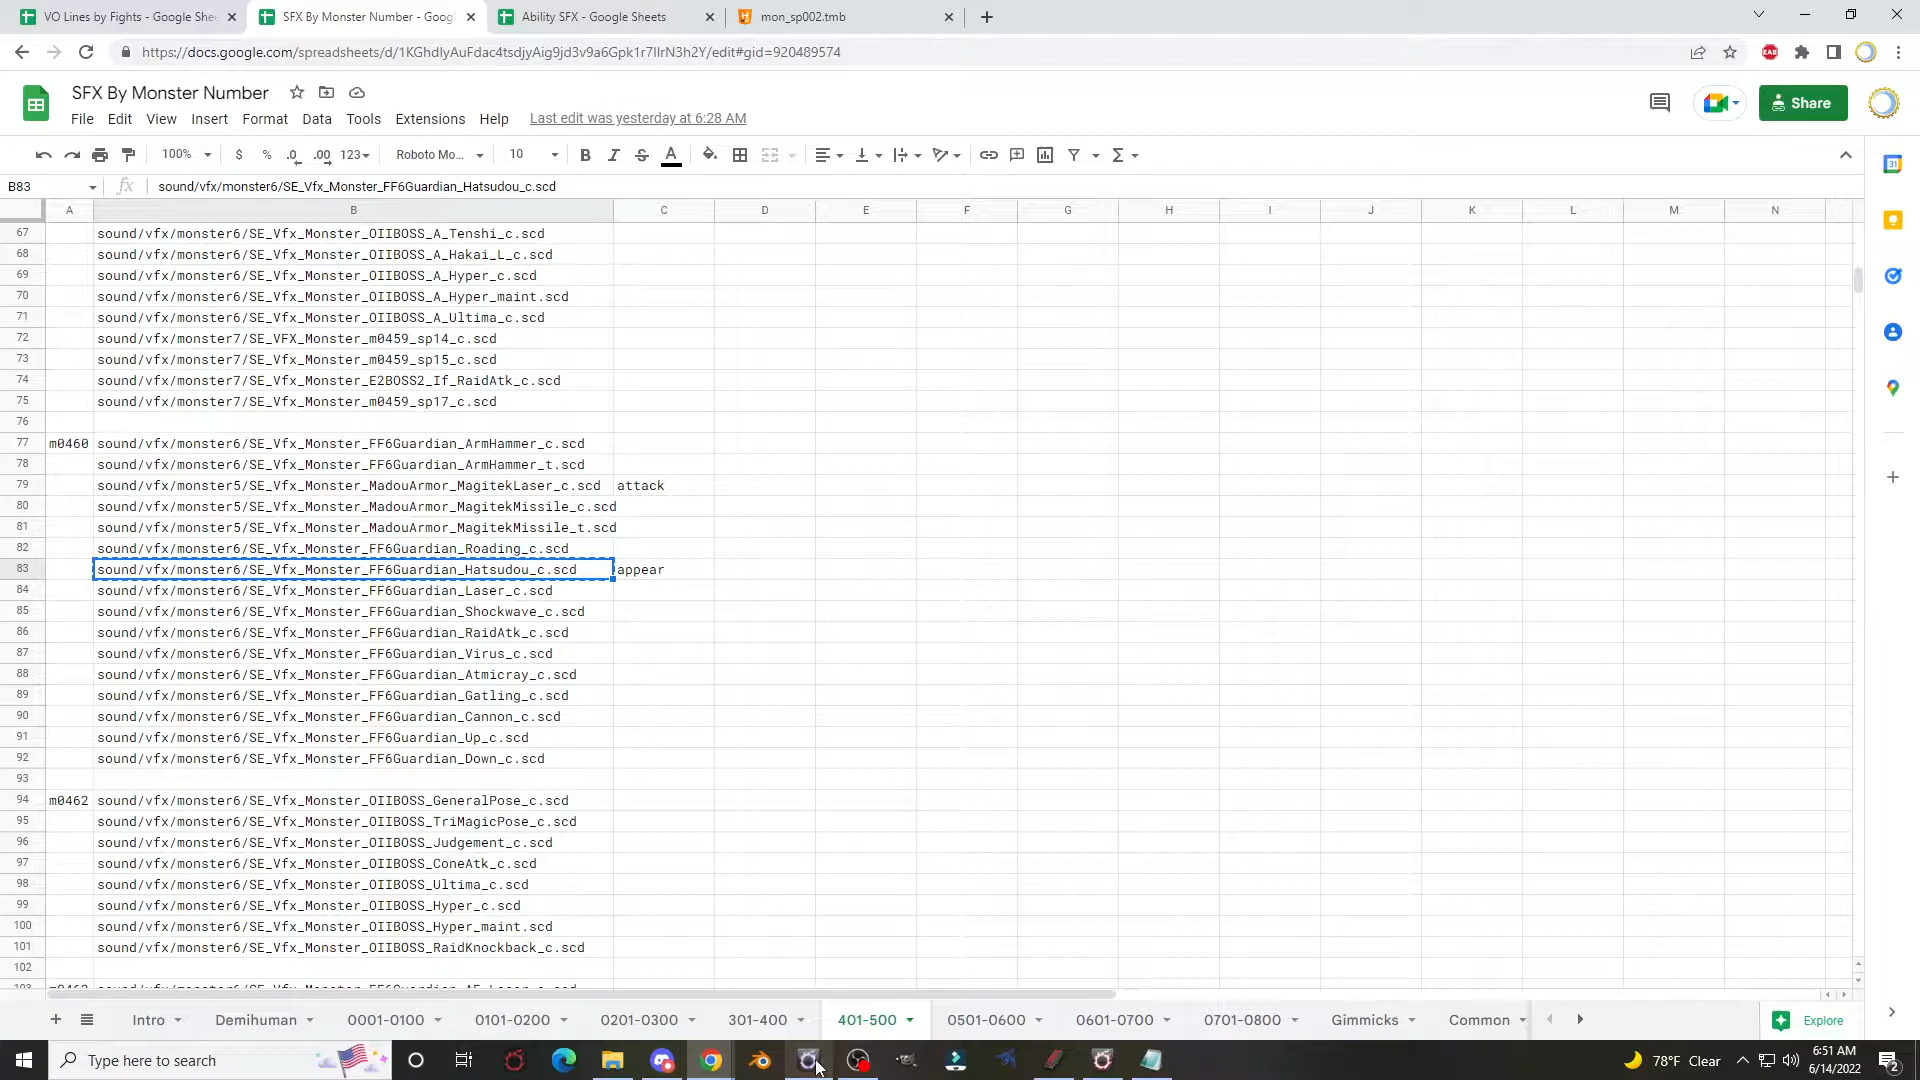 VO Lines by Fights - Google She
SFX By Monster Number - Goog
Ability SFX - Google Sheets
mon_sp002.tmb
https://docs.google.com/spreadsheets/d/1KGhdIyAuFdac4tsdjyAig9jd3v9a6Gpk1r7IIrN3h2Y/edit#gid=920489574
SFX By Monster Number
File Edit View Insert Format Data Tools Extensions Help Last edit was yesterday at 6:28 AM
Share
100% $ % .0 .00 123 Roboto Mo... 10
B83 fx sound/vfx/monster6/SE_Vfx_Monster_FF6Guardian_Hatsudou_c.scd
A B C D E F G H I J K L M N
67 sound/vfx/monster6/SE_Vfx_Monster_OIIBOSS_A_Tenshi_c.scd
68 sound/vfx/monster6/SE_Vfx_Monster_OIIBOSS_A_Hakai_L_c.scd
69 sound/vfx/monster6/SE_Vfx_Monster_OIIBOSS_A_Hyper_c.scd
70 sound/vfx/monster6/SE_Vfx_Monster_OIIBOSS_A_Hyper_maint.scd
71 sound/vfx/monster6/SE_Vfx_Monster_OIIBOSS_A_Ultima_c.scd
72 sound/vfx/monster7/SE_VFX_Monster_m0459_sp14_c.scd
73 sound/vfx/monster7/SE_Vfx_Monster_m0459_sp15_c.scd
74 sound/vfx/monster7/SE_Vfx_Monster_E2BOSS2_If_RaidAtk_c.scd
75 sound/vfx/monster7/SE_Vfx_Monster_m0459_sp17_c.scd
76
77 m0460 sound/vfx/monster6/SE_Vfx_Monster_FF6Guardian_ArmHammer_c.scd
78 sound/vfx/monster6/SE_Vfx_Monster_FF6Guardian_ArmHammer_t.scd
79 sound/vfx/monster5/SE_Vfx_Monster_MadouArmor_MagitekLaser_c.scd attack
80 sound/vfx/monster5/SE_Vfx_Monster_MadouArmor_MagitekMissile_c.scd
81 sound/vfx/monster5/SE_Vfx_Monster_MadouArmor_MagitekMissile_t.scd
82 sound/vfx/monster6/SE_Vfx_Monster_FF6Guardian_Roading_c.scd
83 sound/vfx/monster6/SE_Vfx_Monster_FF6Guardian_Hatsudou_c.scd appear
84 sound/vfx/monster6/SE_Vfx_Monster_FF6Guardian_Laser_c.scd
85 sound/vfx/monster6/SE_Vfx_Monster_FF6Guardian_Shockwave_c.scd
86 sound/vfx/monster6/SE_Vfx_Monster_FF6Guardian_RaidAtk_c.scd
87 sound/vfx/monster6/SE_Vfx_Monster_FF6Guardian_Virus_c.scd
88 sound/vfx/monster6/SE_Vfx_Monster_FF6Guardian_Atmicray_c.scd
89 sound/vfx/monster6/SE_Vfx_Monster_FF6Guardian_Gatling_c.scd
90 sound/vfx/monster6/SE_Vfx_Monster_FF6Guardian_Cannon_c.scd
91 sound/vfx/monster6/SE_Vfx_Monster_FF6Guardian_Up_c.scd
92 sound/vfx/monster6/SE_Vfx_Monster_FF6Guardian_Down_c.scd
93
94 m0462 sound/vfx/monster6/SE_Vfx_Monster_OIIBOSS_GeneralPose_c.scd
95 sound/vfx/monster6/SE_Vfx_Monster_OIIBOSS_TriMagicPose_c.scd
96 sound/vfx/monster6/SE_Vfx_Monster_OIIBOSS_Judgement_c.scd
97 sound/vfx/monster6/SE_Vfx_Monster_OIIBOSS_ConeAtk_c.scd
98 sound/vfx/monster6/SE_Vfx_Monster_OIIBOSS_Ultima_c.scd
99 sound/vfx/monster6/SE_Vfx_Monster_OIIBOSS_Hyper_c.scd
100 sound/vfx/monster6/SE_Vfx_Monster_OIIBOSS_Hyper_maint.scd
101 sound/vfx/monster6/SE_Vfx_Monster_OIIBOSS_RaidKnockback_c.scd
102
Intro Demihuman 0001-0100 0101-0200 0201-0300 301-400 401-500 0501-0600 0601-0700 0701-0800 Gimmicks Common Explore
Type here to search
78°F Clear
6:51 AM
6/14/2022
2